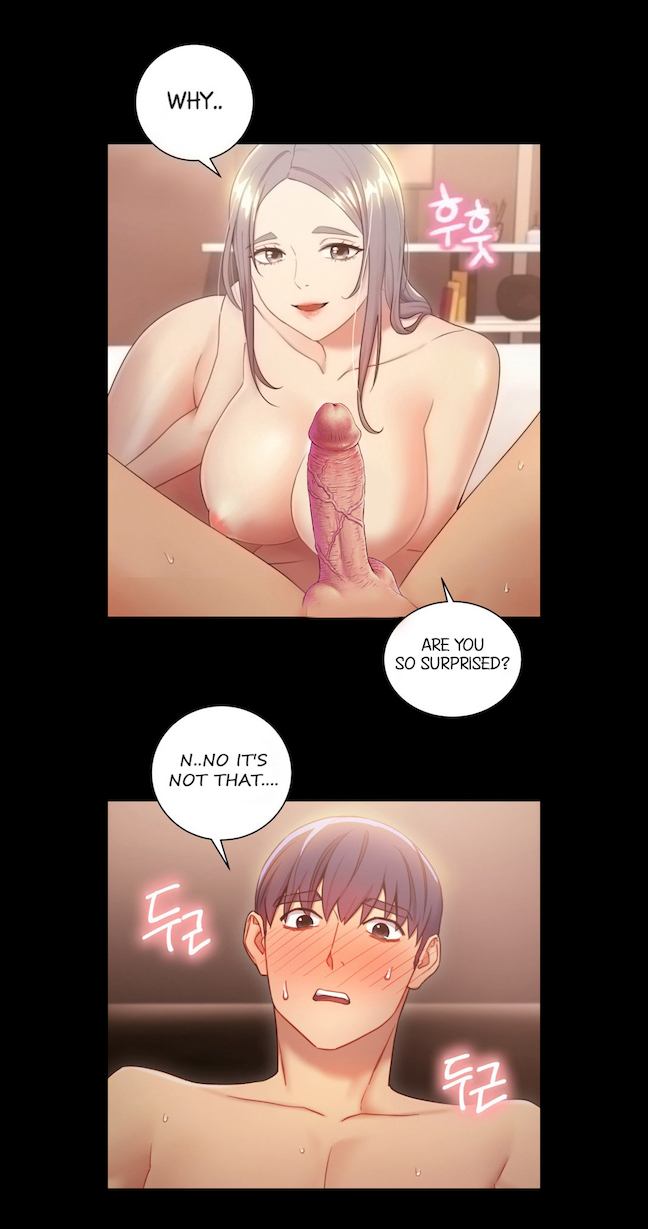 WHY..
후훗
ARE YOU
SO SURPRISED?
N..NO IT'S
NOT THAT....
두근
두근